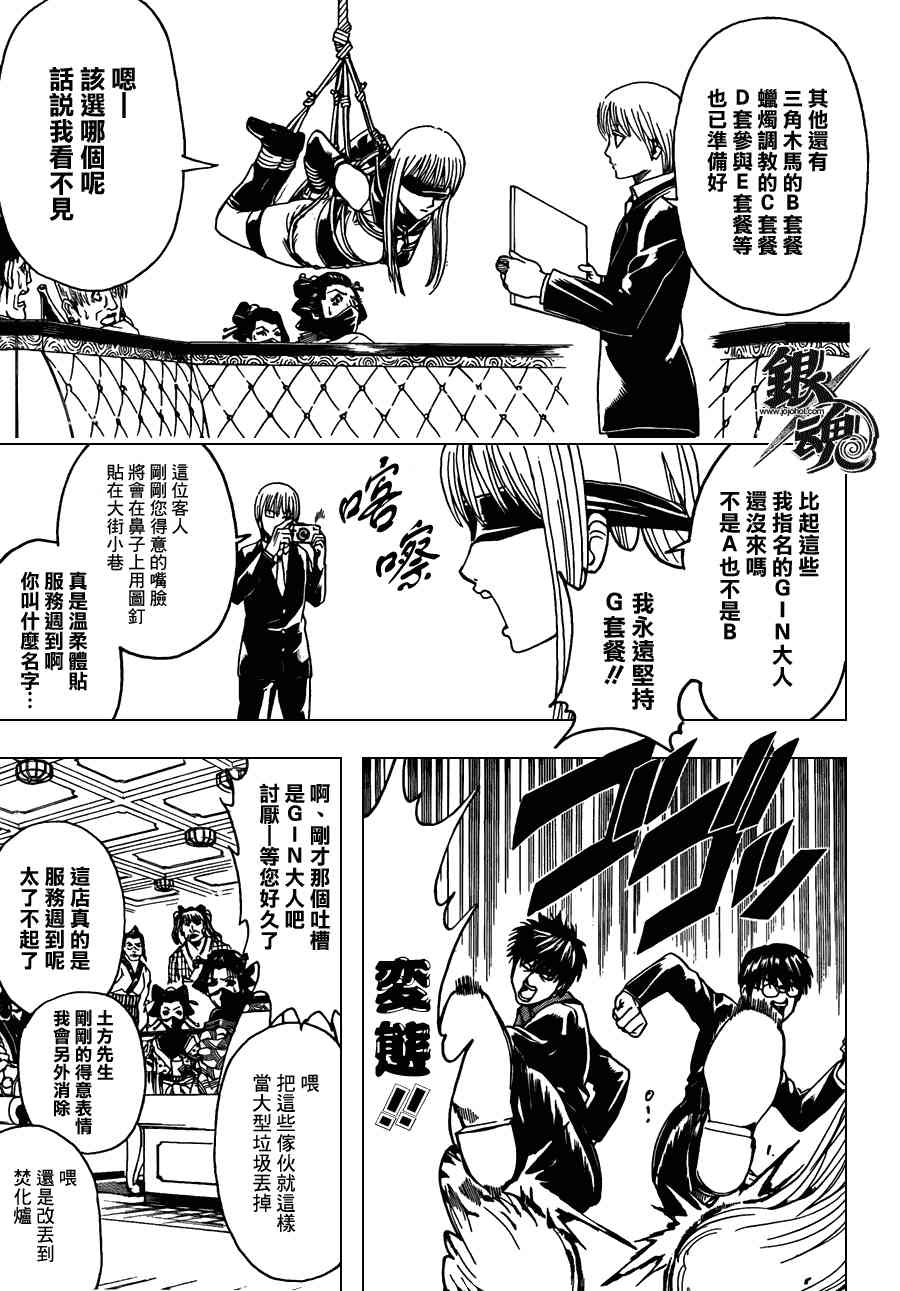 其他還有
三角木馬的B套餐
蠟燭調教的C套餐
D套參與E套餐等
也已準備好
嗯—
該選哪個呢
話說我看不見
銀魂
www.jojohot.com
比起這些
我指名的GIN大人
還沒來嗎
不是A也不是B
我永遠堅持
G套餐!!
喀嚓
這位客人
剛剛您得意的嘴臉
將會在鼻子上用圖釘
貼在大街小巷
真是温柔體貼
服務週到啊
你叫什麼名字…
變態!!
啊、剛才那個吐槽
是GIN大人吧
討厭—等您好久了
這店真的是
服務週到呢
太了不起了
土方先生
剛剛的得意表情
我會另外消除
喂
把這些傢伙就這樣
當大型垃圾丟掉
喂
還是改丟到
焚化爐